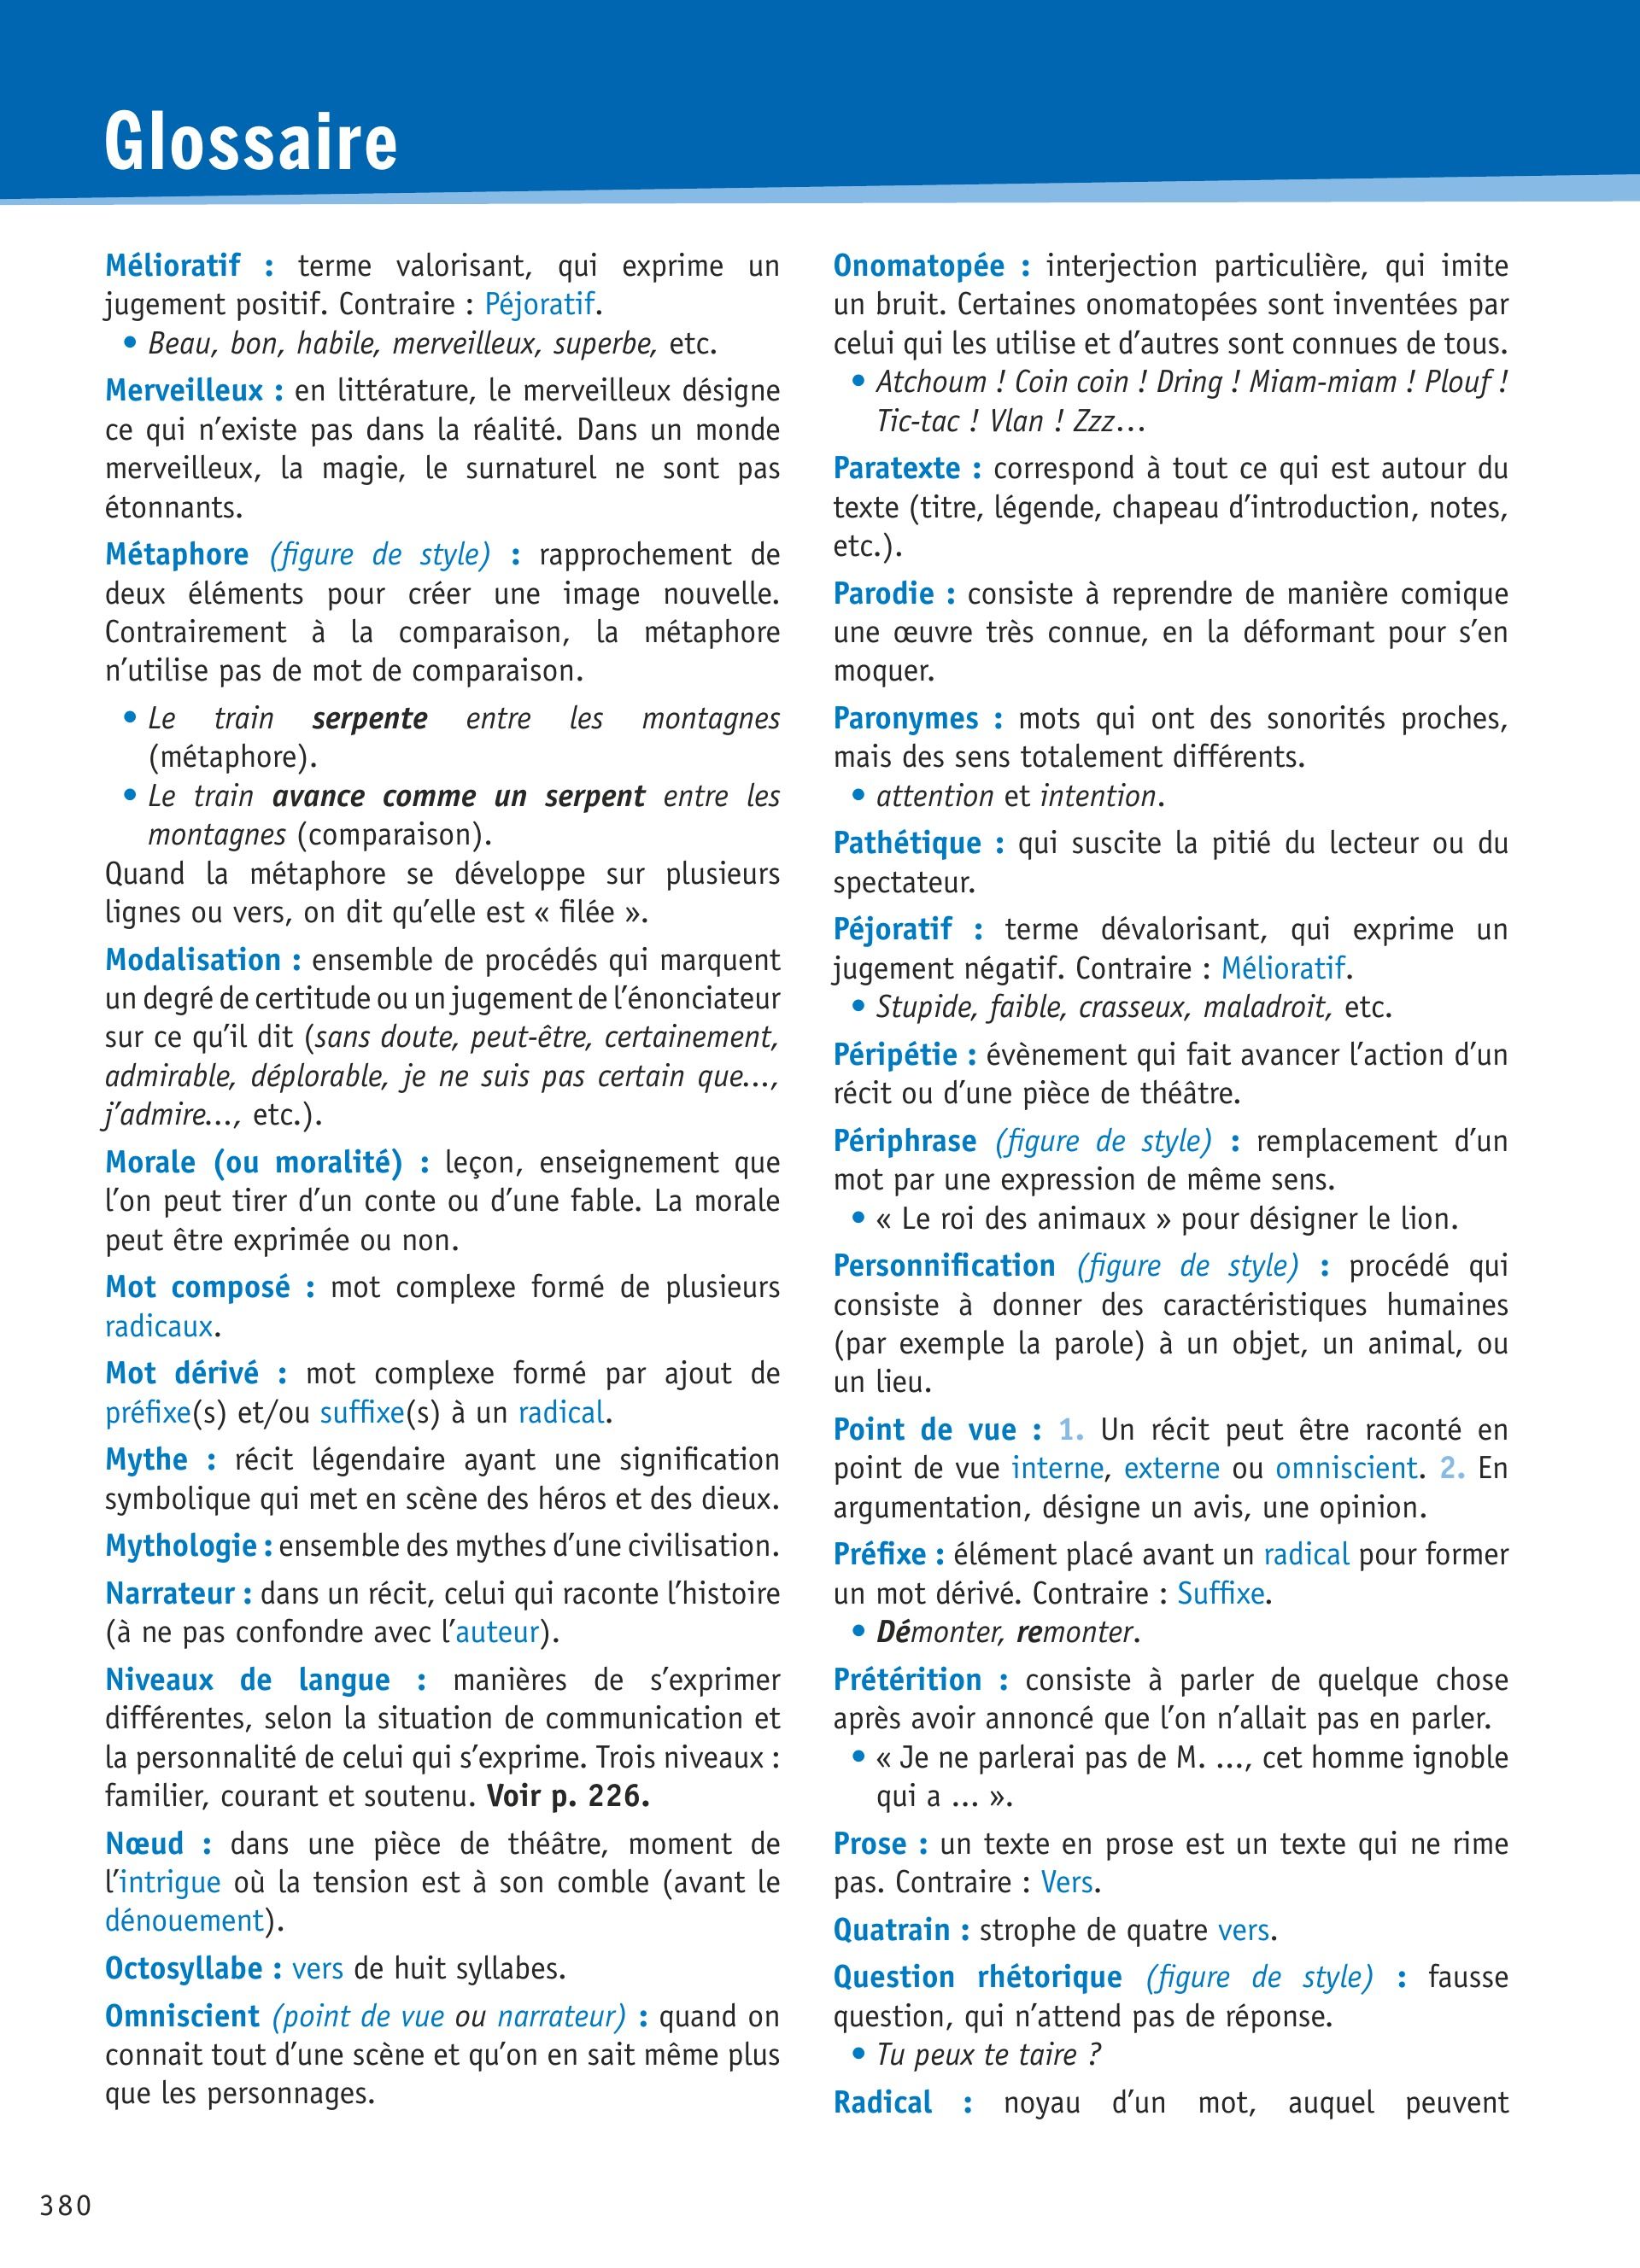 Glossaire
Mélioratif : terme valorisant, qui exprime un
jugement positif. Contraire : Péjoratif.
• Beau, bon, habile, merveilleux, superbe, etc.
Merveilleux : en littérature, le merveilleux désigne
ce qui n’existe pas dans la réalité. Dans un monde
merveilleux, la magie, le surnaturel ne sont pas
étonnants.
Métaphore (figure de style) : rapprochement de
deux éléments pour créer une image nouvelle.
Contrairement à la comparaison, la métaphore
n’utilise pas de mot de comparaison.
• Le train serpente entre les montagnes
(métaphore).
• Le train avance comme un serpent entre les
montagnes (comparaison).
Quand la métaphore se développe sur plusieurs
lignes ou vers, on dit qu’elle est « filée ».
Modalisation : ensemble de procédés qui marquent
un degré de certitude ou un jugement de l’énonciateur
sur ce qu’il dit (sans doute, peut-être, certainement,
admirable, déplorable, je ne suis pas certain que…,
j’admire…, etc.).
Morale (ou moralité) : leçon, enseignement que
l’on peut tirer d’un conte ou d’une fable. La morale
peut être exprimée ou non.
Mot composé : mot complexe formé de plusieurs
radicaux.
Mot dérivé : mot complexe formé par ajout de
préfixe(s) et/ou suffixe(s) à un radical.
Mythe : récit légendaire ayant une signification
symbolique qui met en scène des héros et des dieux.
Mythologie : ensemble des mythes d’une civilisation.
Narrateur : dans un récit, celui qui raconte l’histoire
(à ne pas confondre avec l’auteur).
Niveaux de langue : manières de s’exprimer
différentes, selon la situation de communication et
la personnalité de celui qui s’exprime. Trois niveaux :
familier, courant et soutenu. Voir p. 226.
Nœud : dans une pièce de théâtre, moment de
l’intrigue où la tension est à son comble (avant le
dénouement).
Octosyllabe : vers de huit syllabes.
Omniscient (point de vue ou narrateur) : quand on
connait tout d’une scène et qu’on en sait même plus
que les personnages.
Onomatopée : interjection particulière, qui imite
un bruit. Certaines onomatopées sont inventées par
celui qui les utilise et d’autres sont connues de tous.
• Atchoum ! Coin coin ! Dring ! Miam-miam ! Plouf !
Tic-tac ! Vlan ! Zzz…
Paratexte : correspond à tout ce qui est autour du
texte (titre, légende, chapeau d’introduction, notes,
etc.).
Parodie : consiste à reprendre de manière comique
une œuvre très connue, en la déformant pour s’en
moquer.
Paronymes : mots qui ont des sonorités proches,
mais des sens totalement différents.
• attention et intention.
Pathétique : qui suscite la pitié du lecteur ou du
spectateur.
Péjoratif : terme dévalorisant, qui exprime un
jugement négatif. Contraire : Mélioratif.
• Stupide, faible, crasseux, maladroit, etc.
Péripétie : évènement qui fait avancer l’action d’un
récit ou d’une pièce de théâtre.
Périphrase (figure de style) : remplacement d’un
mot par une expression de même sens.
• « Le roi des animaux » pour désigner le lion.
Personnification (figure de style) : procédé qui
consiste à donner des caractéristiques humaines
(par exemple la parole) à un objet, un animal, ou
un lieu.
Point de vue : 1. Un récit peut être raconté en
point de vue interne, externe ou omniscient. 2. En
argumentation, désigne un avis, une opinion.
Préfixe : élément placé avant un radical pour former
un mot dérivé. Contraire : Suffixe.
• Démonter, remonter.
Prétérition : consiste à parler de quelque chose
après avoir annoncé que l’on n’allait pas en parler.
• « Je ne parlerai pas de M. …, cet homme ignoble
qui a … ».
Prose : un texte en prose est un texte qui ne rime
pas. Contraire : Vers.
Quatrain : strophe de quatre vers.
Question rhétorique (figure de style) : fausse
question, qui n’attend pas de réponse.
• Tu peux te taire ?
Radical : noyau d’un mot, auquel peuvent
380